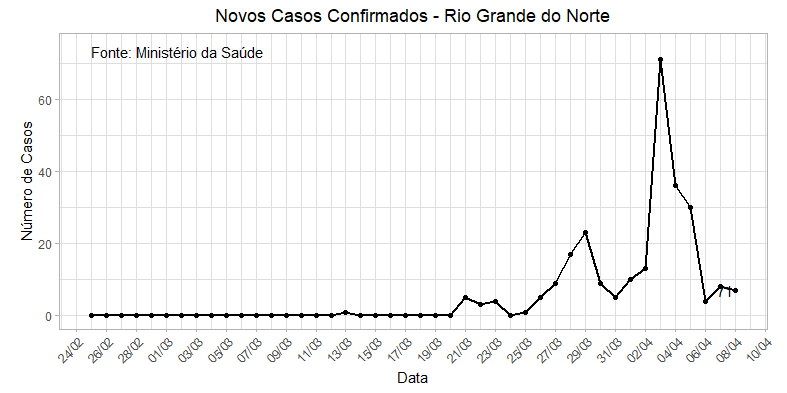 Novos Casos Confirmados - Rio Grande do Norte
Fonte: Ministério da Saúde
Número de Casos
60
40
20
0
71
24/02 26/02 28/02 01/03 03/03 05/03 07/03 09/03 11/03 13/03 15/03 17/03 19/03 21/03 23/03 25/03 27/03 29/03 31/03 02/04 04/04 06/04 08/04 10/04
Data